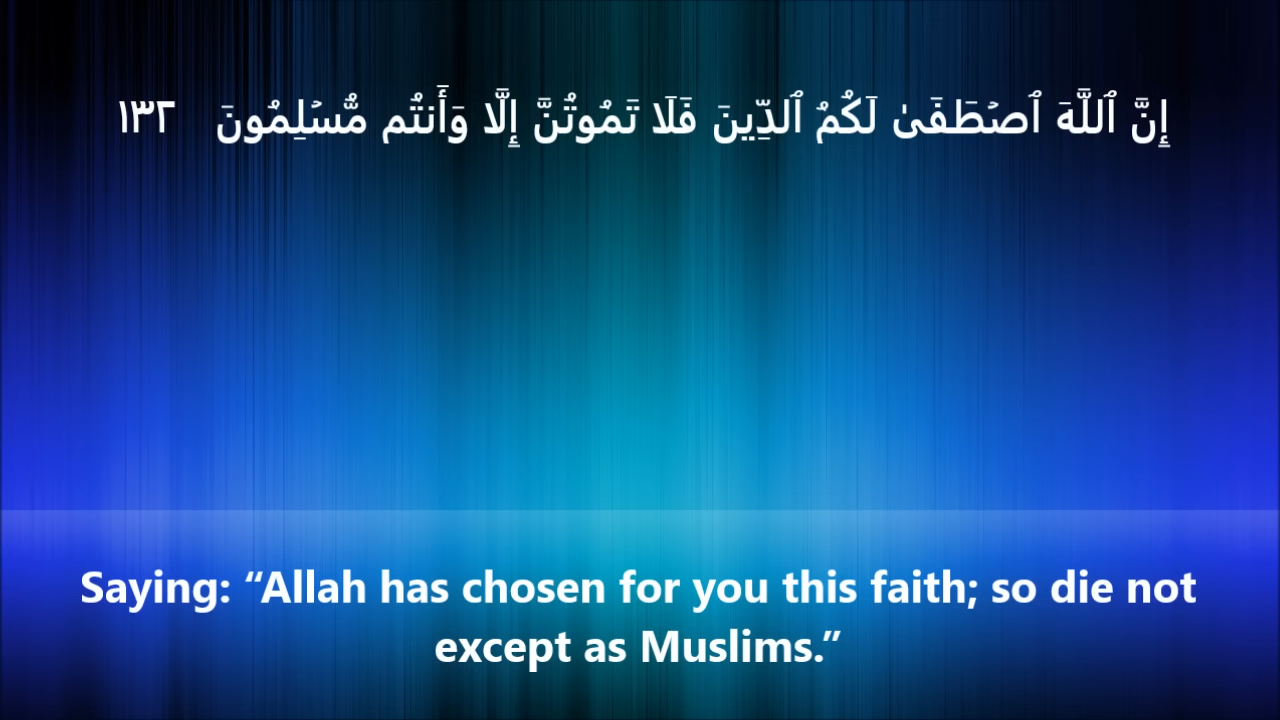 إِنَّ ٱللَّهَ ٱصۡطَفَىٰ لَكُمُ ٱلدِّينَ فَلَا تَمُوتُنَّ إِلَّا وَأَنتُم مُّسۡلِمُونَ ١٣٢
Saying: “Allah has chosen for you this faith; so die not
except as Muslims.”